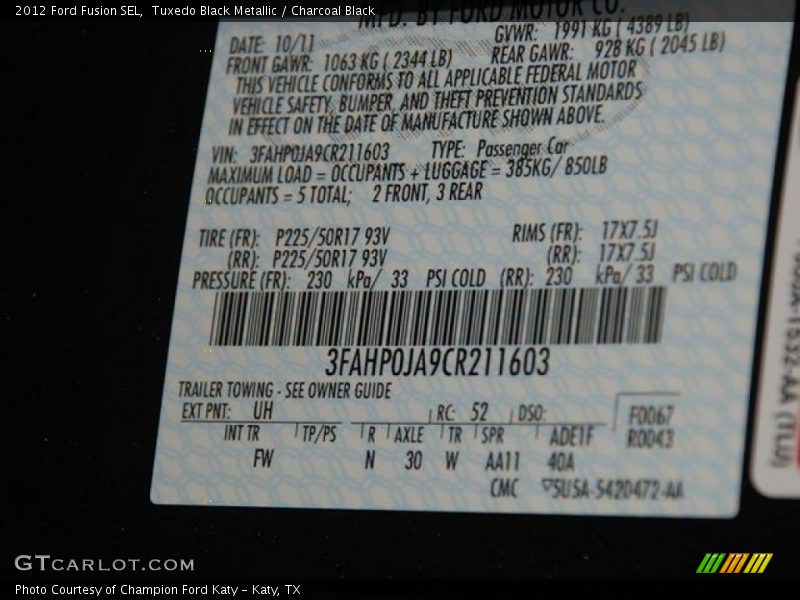 2012 Ford Fusion SEL, Tuxedo Black Metallic / Charcoal Black
MFD. BY FORD MOTOR CO.
DATE: 10/11 GVWR: 1991 KG ( 4389 LB)
FRONT GAWR: 1063 KG ( 2344 LB) REAR GAWR: 928 KG ( 2045 LB)
THIS VEHICLE CONFORMS TO ALL APPLICABLE FEDERAL MOTOR
VEHICLE SAFETY, BUMPER, AND THEFT PREVENTION STANDARDS
IN EFFECT ON THE DATE OF MANUFACTURE SHOWN ABOVE.
VIN: 3FAHP0JA9CR211603 TYPE: Passenger Car
MAXIMUM LOAD = OCCUPANTS + LUGGAGE = 385KG/ 850LB
OCCUPANTS = 5 TOTAL; 2 FRONT, 3 REAR
TIRE (FR): P225/50R17 93V RIMS (FR): 17X7.5J
(RR): P225/50R17 93V (RR): 17X7.5J
PRESSURE (FR): 230 kPa/ 33 PSI COLD (RR): 230 kPa/ 33 PSI COLD
3FAHP0JA9CR211603
TRAILER TOWING - SEE OWNER GUIDE
EXT PNT: UH RC: 52 DSO: F0067
INT TR TP/PS R AXLE TR SPR ADE1F R0043
FW N 30 W AA11 40A
CMC 5U5A-5420472-AA
GTCARLOT.COM
Photo Courtesy of Champion Ford Katy - Katy, TX